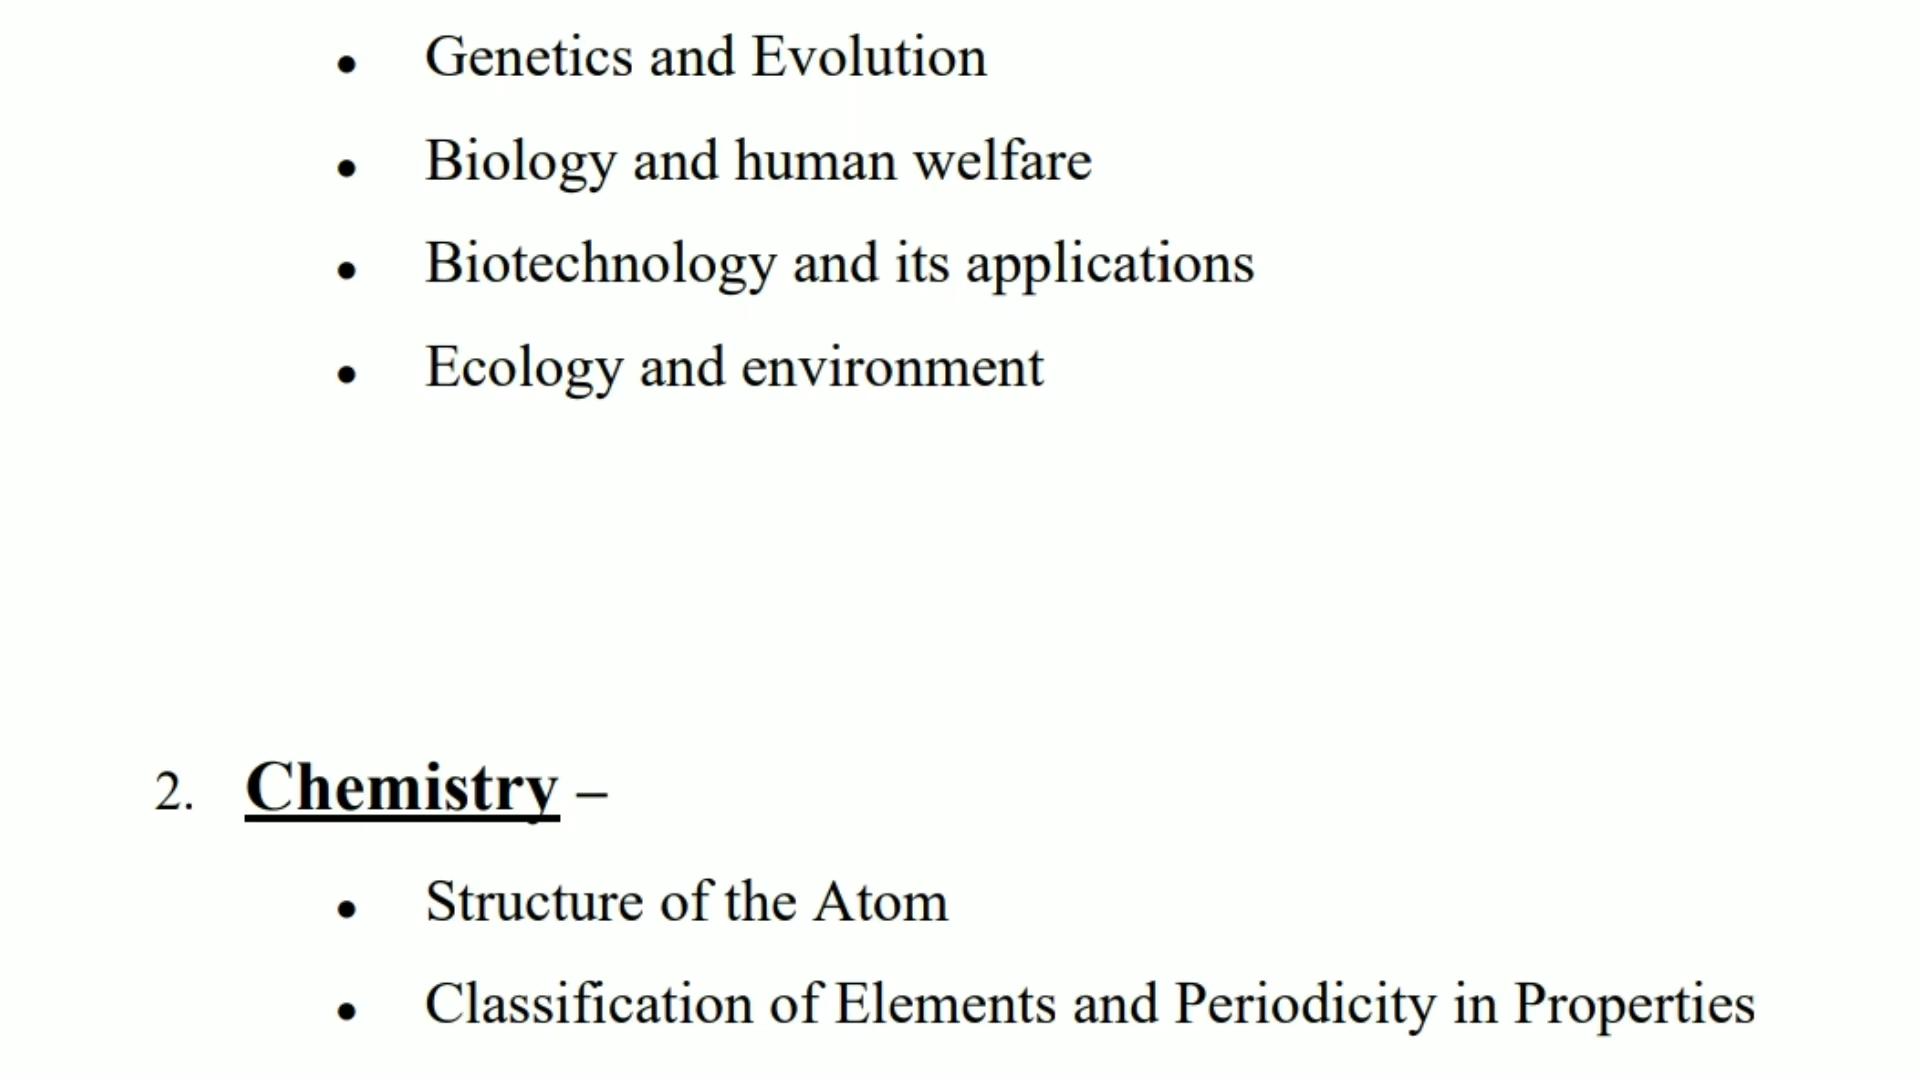 • Genetics and Evolution
• Biology and human welfare
• Biotechnology and its applications
• Ecology and environment
2. Chemistry –
• Structure of the Atom
• Classification of Elements and Periodicity in Properties